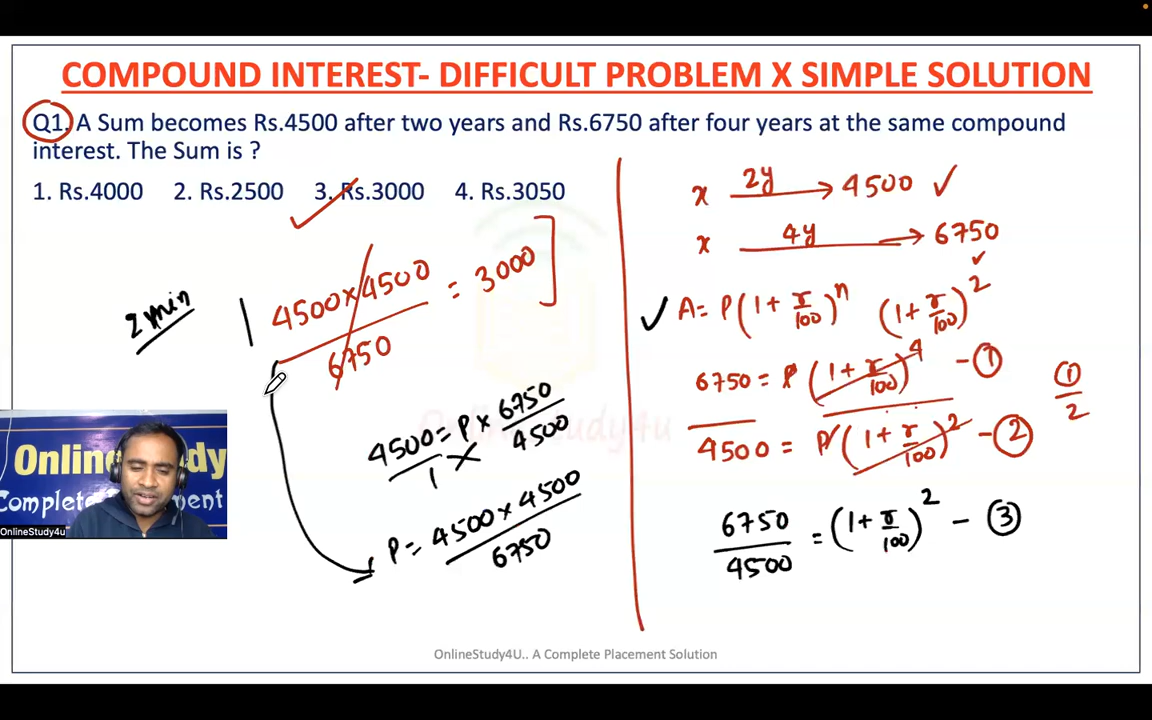 COMPOUND INTEREST- DIFFICULT PROBLEM X SIMPLE SOLUTION
Q1. A Sum becomes Rs.4500 after two years and Rs.6750 after four years at the same compound
interest. The Sum is ?
1. Rs.4000 2. Rs.2500 3. Rs.3000 4. Rs.3050
2 min
4500×4500 = 3000
6750
4500 = P × 6750
1 4500
P = 4500 × 4500
6750
x 2y → 4500 ✓
x 4y → 6750
✓
✓ A= P(1+ r/100)^n (1+ r/100)^2
6750 = P(1+ r/100)^4 - ①
4500 = P(1+ r/100)^2 - ②
①
2
6750 = (1+ r/100)^2 - ③
4500
OnlineStudy
Complete Placement
OnlineStudy4u
OnlineStudy4U.. A Complete Placement Solution